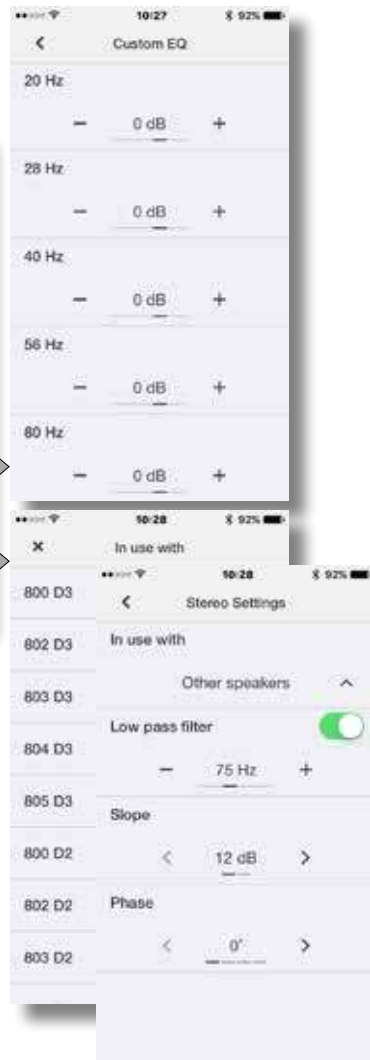 10:27 92%
Custom EQ
20 Hz
− 0 dB +
28 Hz
− 0 dB +
40 Hz
− 0 dB +
56 Hz
− 0 dB +
80 Hz
− 0 dB +
10:28 92%
× In use with
800 D3
802 D3
803 D3
804 D3
805 D3
800 D2
802 D2
803 D2
10:28 92%
< Stereo Settings
In use with
Other speakers
Low pass filter
− 75 Hz +
Slope
< 12 dB >
Phase
< 0° >